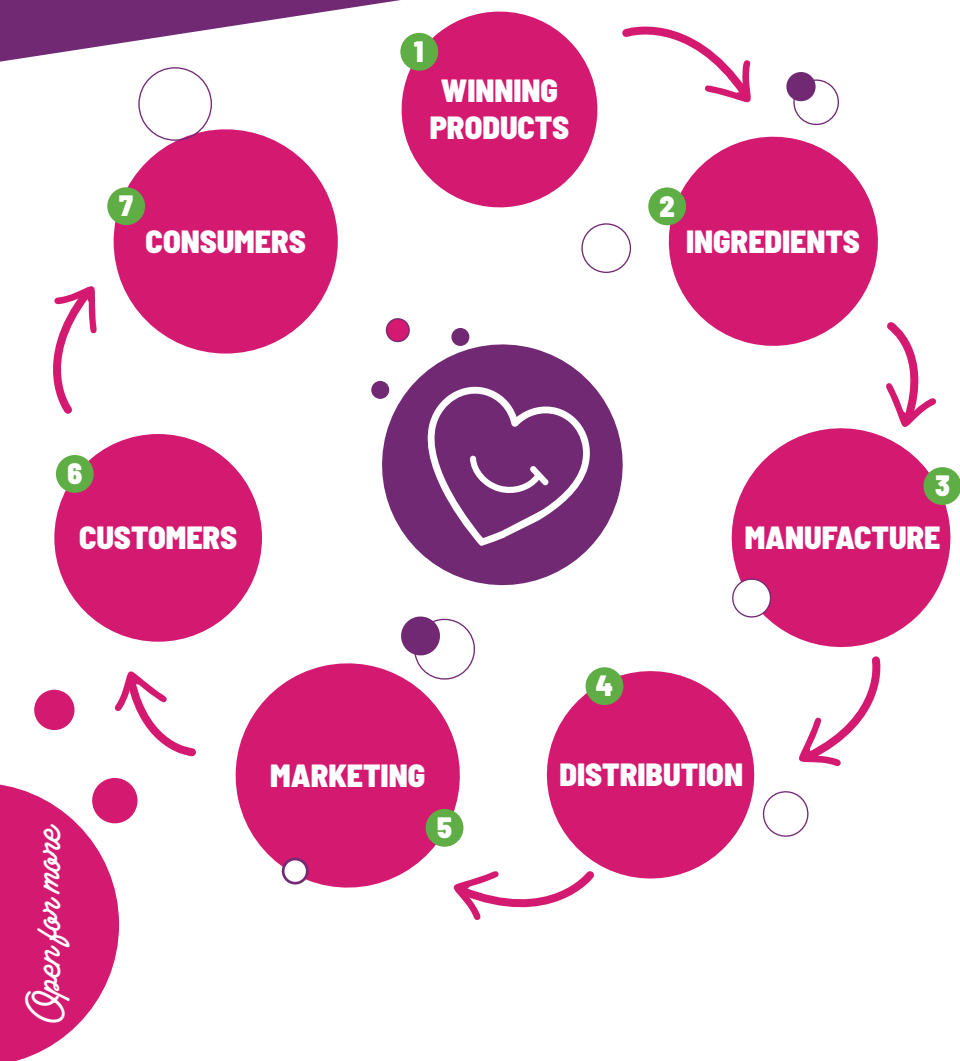 1
WINNING
PRODUCTS
2
INGREDIENTS
3
MANUFACTURE
4
DISTRIBUTION
5
MARKETING
6
CUSTOMERS
7
CONSUMERS
Open for more